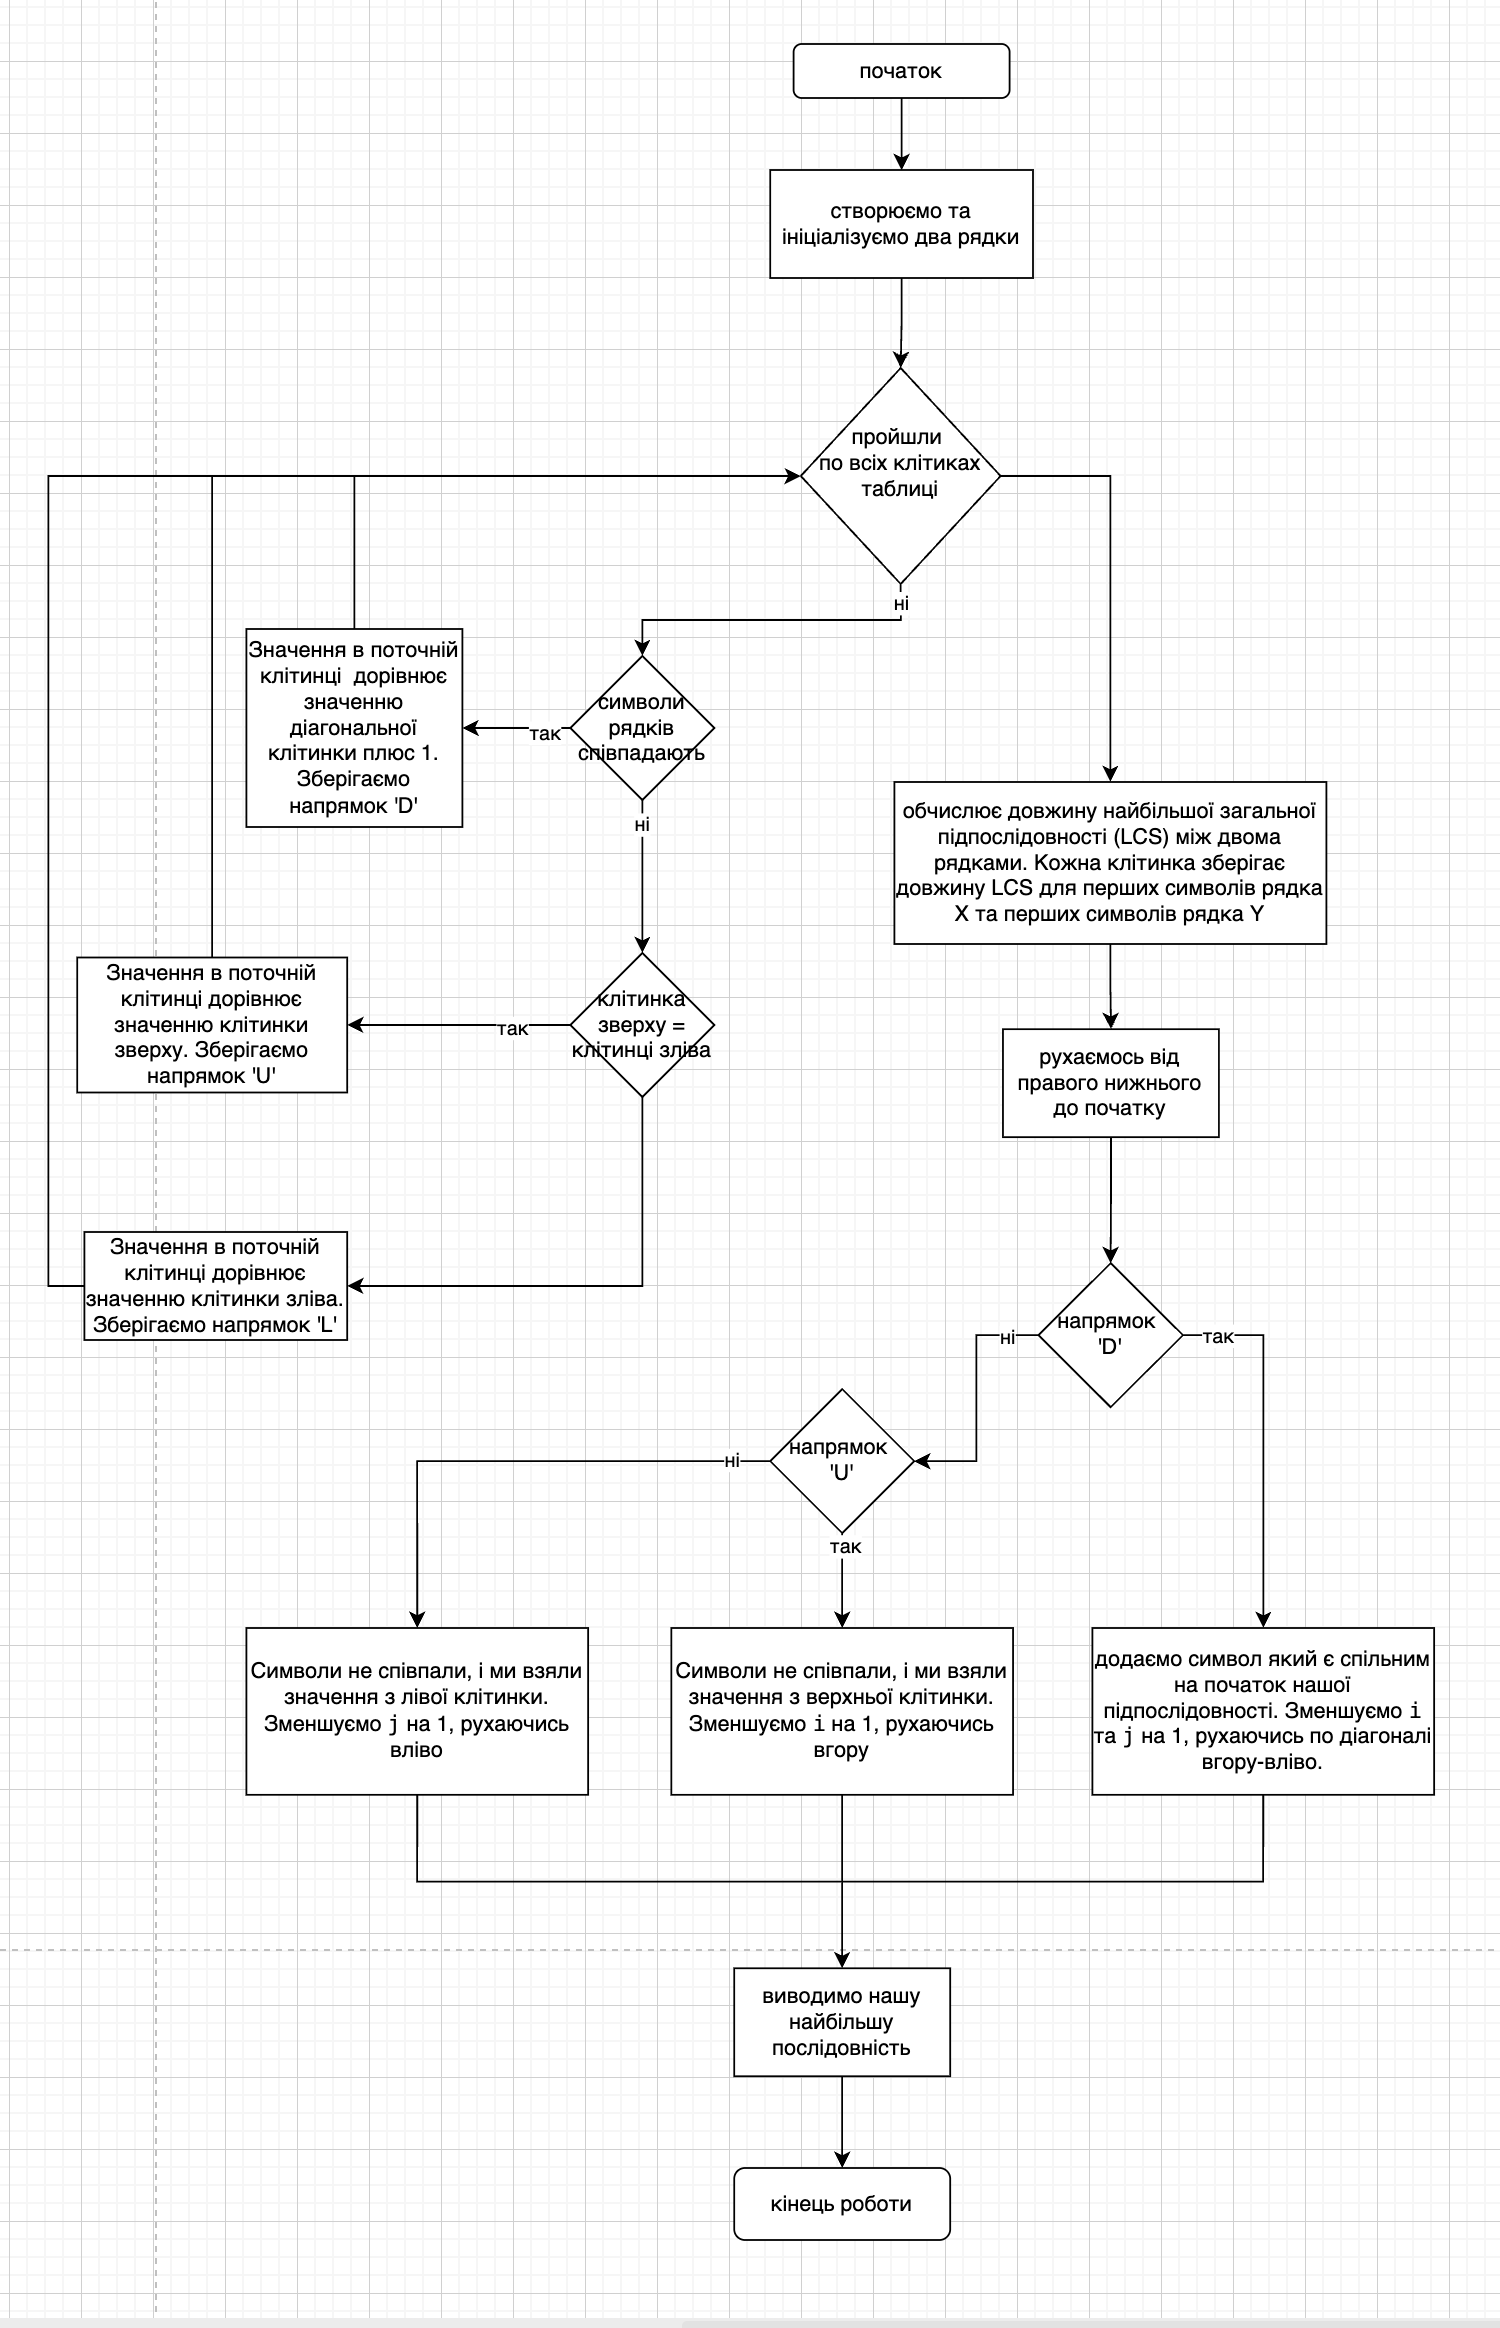 початок
створюємо та
ініціалізуємо два рядки
пройшли
по всіх клітиках
таблиці
ні
символи
рядків
співпадають
так
Значення в поточній
клітинці дорівнює
значенню
діагональної
клітинки плюс 1.
Зберігаємо
напрямок 'D'
ні
клітинка
зверху =
клітинці зліва
так
Значення в поточній
клітинці дорівнює
значенню клітинки
зверху. Зберігаємо
напрямок 'U'
Значення в поточній
клітинці дорівнює
значенню клітинки зліва.
Зберігаємо напрямок 'L'
обчислює довжину найбільшої загальної
підпослідовності (LCS) між двома
рядками. Кожна клітинка зберігає
довжину LCS для перших символів рядка
X та перших символів рядка Y
рухаємось від
правого нижнього
до початку
напрямок
'D'
ні
так
напрямок
'U'
ні
так
Символи не співпали, і ми взяли
значення з лівої клітинки.
Зменшуємо j на 1, рухаючись
вліво
Символи не співпали, і ми взяли
значення з верхньої клітинки.
Зменшуємо i на 1, рухаючись
вгору
додаємо символ який є спільним
на початок нашої
підпослідовності. Зменшуємо i
та j на 1, рухаючись по діагоналі
вгору-вліво.
виводимо нашу
найбільшу
послідовність
кінець роботи